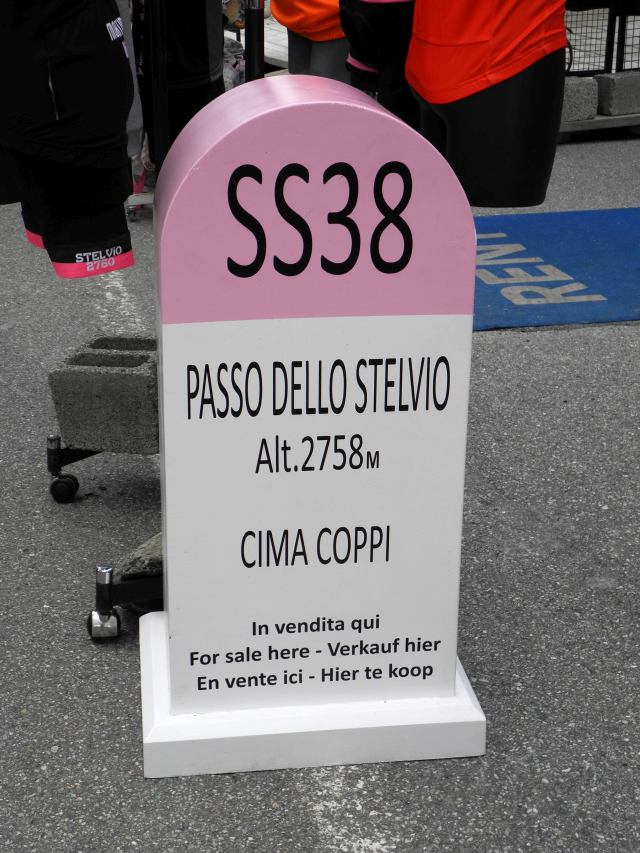 SS38
PASSO DELLO STELVIO
Alt.2758M
CIMA COPPI
In vendita qui
For sale here - Verkauf hier
En vente ici - Hier te koop
STELVIO
2760
RENT